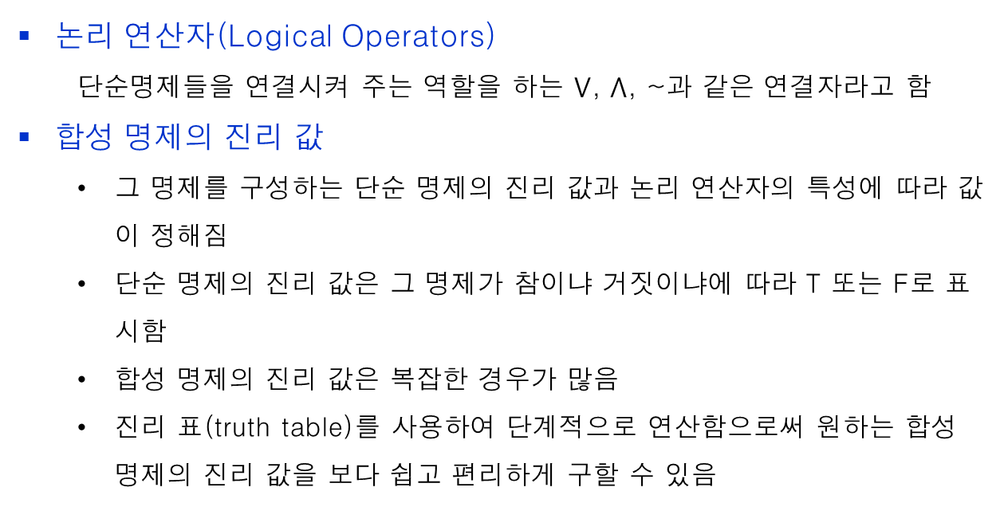 ▪ 논리 연산자(Logical Operators)
단순명제들을 연결시켜 주는 역할을 하는 ∨, ∧, ~과 같은 연결자라고 함
▪ 합성 명제의 진리 값
• 그 명제를 구성하는 단순 명제의 진리 값과 논리 연산자의 특성에 따라 값
이 정해짐
• 단순 명제의 진리 값은 그 명제가 참이냐 거짓이냐에 따라 T 또는 F로 표
시함
• 합성 명제의 진리 값은 복잡한 경우가 많음
• 진리 표(truth table)를 사용하여 단계적으로 연산함으로써 원하는 합성
명제의 진리 값을 보다 쉽고 편리하게 구할 수 있음